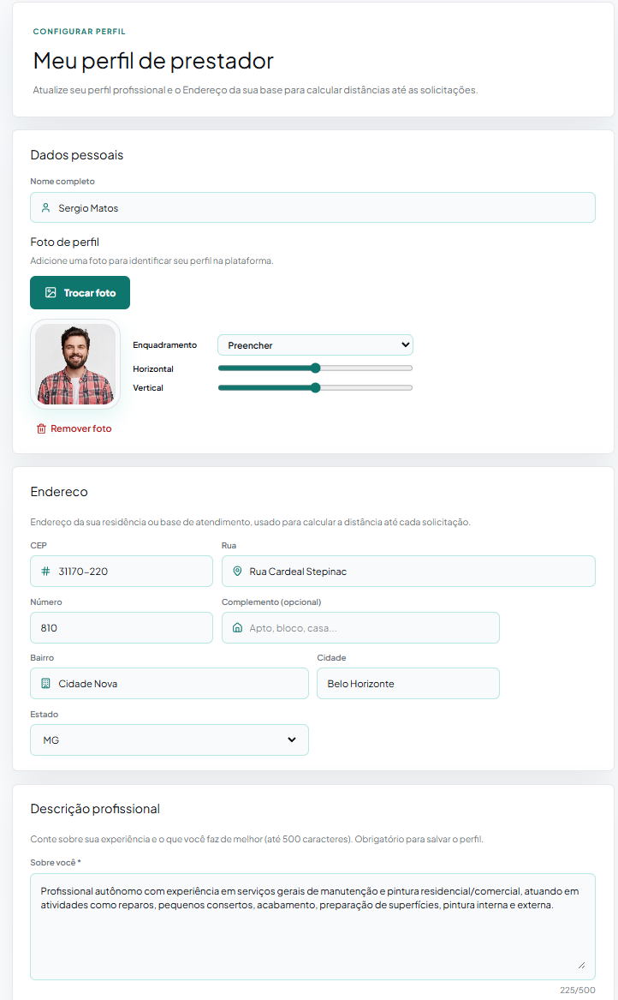 CONFIGURAR PERFIL
Meu perfil de prestador
Atualize seu perfil profissional e o Endereço da sua base para calcular distâncias até as solicitações.
Dados pessoais
Nome completo
Sergio Matos
Foto de perfil
Adicione uma foto para identificar seu perfil na plataforma.
Trocar foto
Enquadramento
Preencher
Horizontal
Vertical
Remover foto
Endereco
Endereço da sua residência ou base de atendimento, usado para calcular a distância até cada solicitação.
CEP
Rua
31170-220
Rua Cardeal Stepinac
Número
Complemento (opcional)
810
Apto, bloco, casa...
Bairro
Cidade
Cidade Nova
Belo Horizonte
Estado
MG
Descrição profissional
Conte sobre sua experiência e o que você faz de melhor (até 500 caracteres). Obrigatório para salvar o perfil.
Sobre você *
Profissional autônomo com experiência em serviços gerais de manutenção e pintura residencial/comercial, atuando em
atividades como reparos, pequenos consertos, acabamento, preparação de superfícies, pintura interna e externa.
225/500